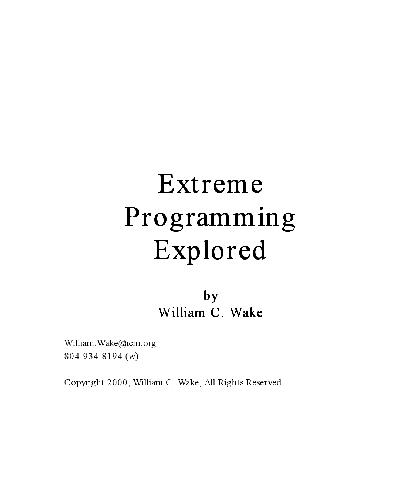 Extreme
Programming
Explored
by
William C. Wake
William.Wake@acm.org
804-934-8194 (w)
Copyright 2000, William C. Wake, All Rights Reserved